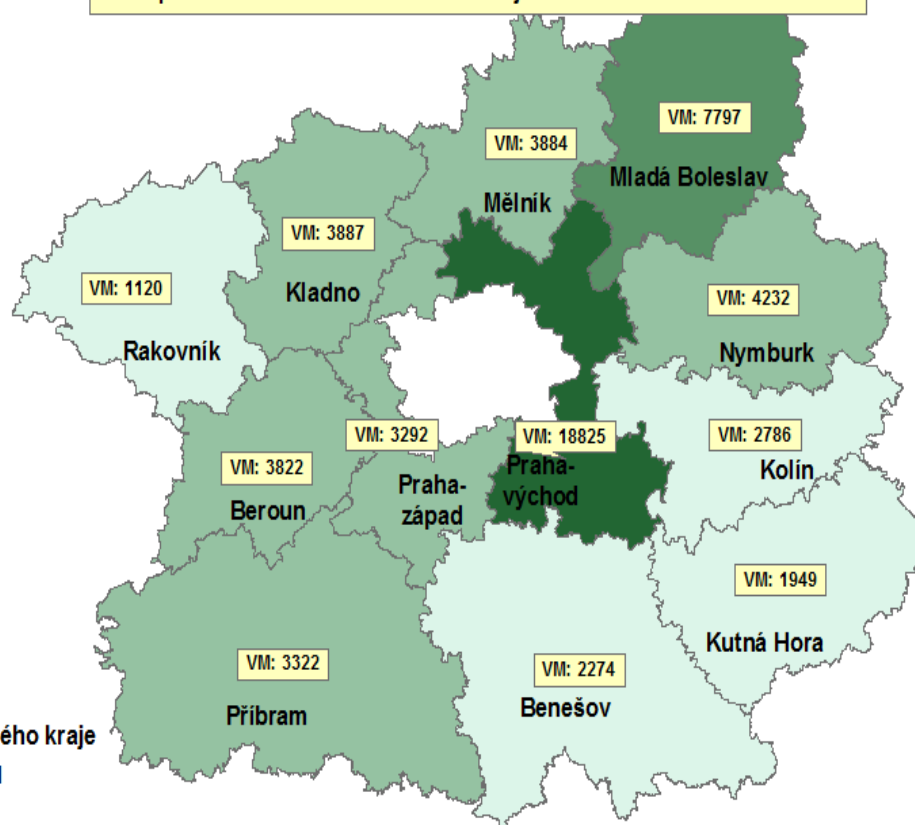 VM: 7797
Mladá Boleslav
VM: 3884
Mělník
VM: 3887
Kladno
VM: 1120
Rakovník
VM: 4232
Nymburk
VM: 3292
Praha-
západ
VM: 18825
Praha-
východ
VM: 2786
Kolín
VM: 3822
Beroun
VM: 1949
Kutná Hora
VM: 3322
Příbram
VM: 2274
Benešov
ého kraje